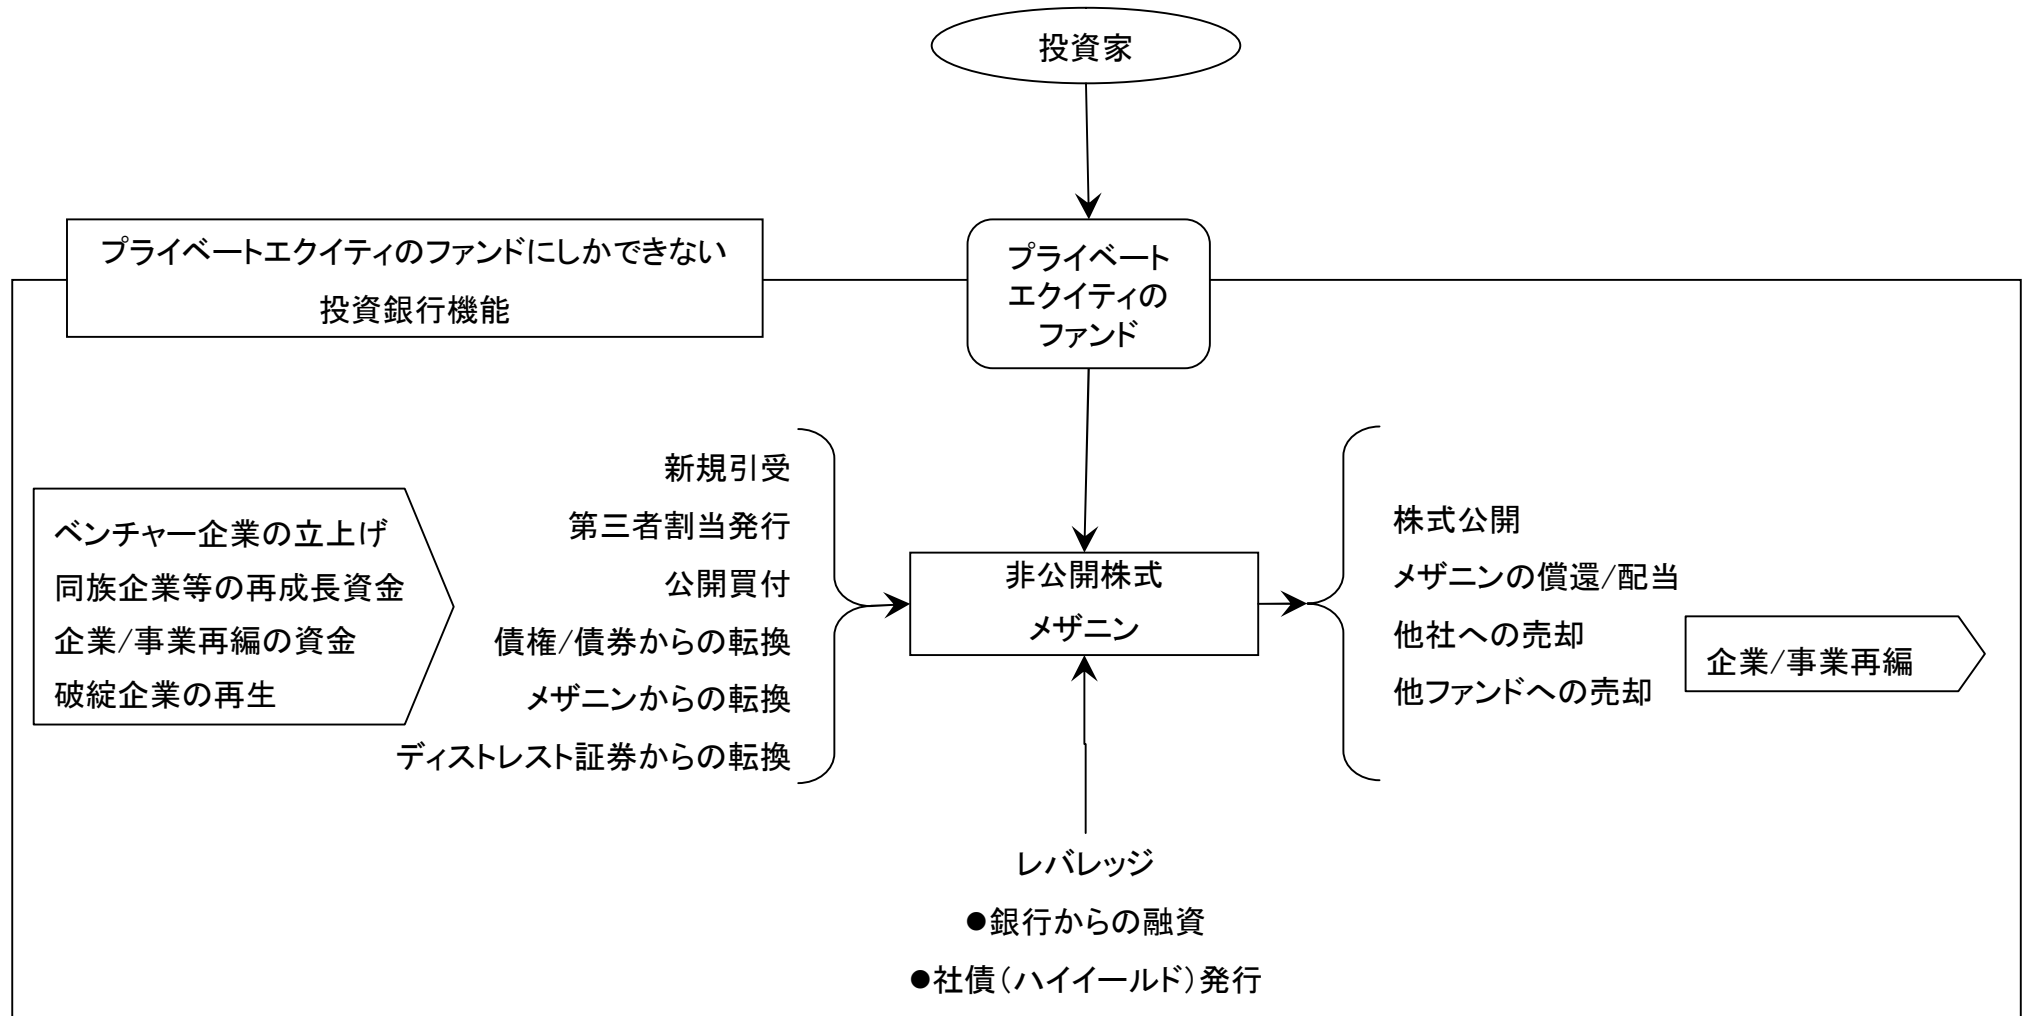 投資家
プライベートエクイティのファンドにしかできない
投資銀行機能
プライベート
エクイティの
ファンド
ベンチャー企業の立上げ
同族企業等の再成長資金
企業/事業再編の資金
破綻企業の再生
新規引受
第三者割当発行
公開買付
債権/債券からの転換
メザニンからの転換
ディストレスト証券からの転換
非公開株式
メザニン
株式公開
メザニンの償還/配当
他社への売却
他ファンドへの売却
企業/事業再編
レバレッジ
●銀行からの融資
●社債(ハイイールド)発行